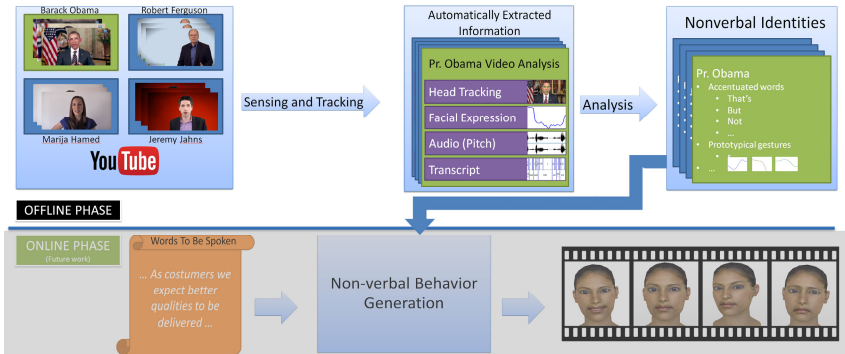 Barack Obama
Robert Ferguson
Marija Hamed
Jeremy Jahns
YouTube
Sensing and Tracking
Automatically Extracted
Information
Pr. Obama Video Analysis
Head Tracking
Facial Expression
Audio (Pitch)
Transcript
Analysis
Nonverbal Identities
Pr. Obama
• Accentuated words
• That's
• But
• Not
• ...
• Prototypical gestures
•
• ...
OFFLINE PHASE
ONLINE PHASE
(Future work)
Words To Be Spoken
... As costumers we
expect better
qualities to be
delivered ...
Non-verbal Behavior
Generation